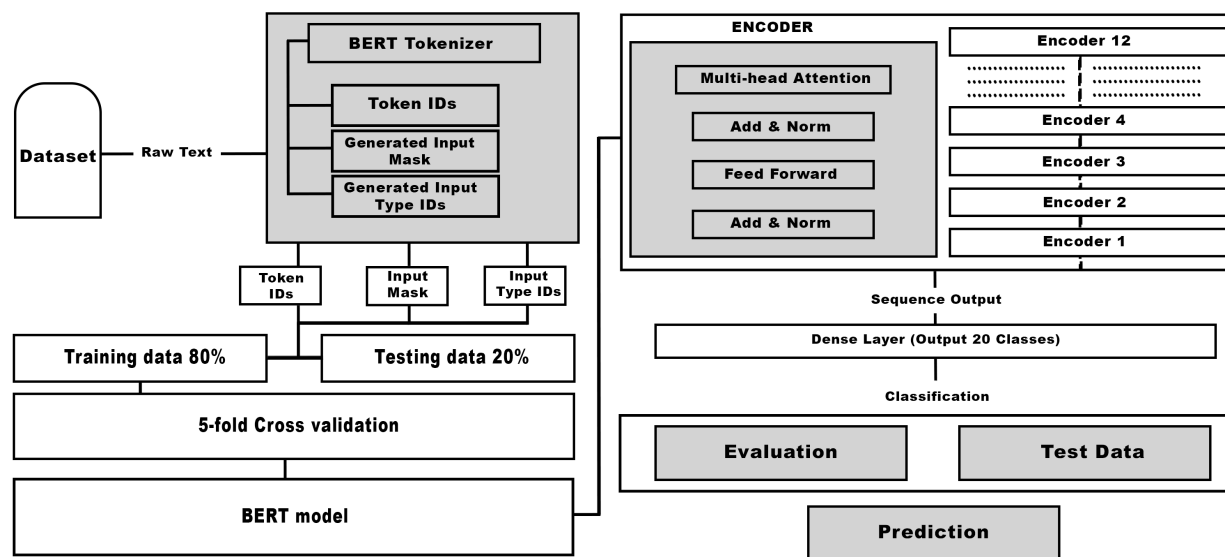 BERT Tokenizer
Token IDs
Generated Input
Mask
Generated Input
Type IDs
Dataset
Raw Text
Token
IDs
Input
Mask
Input
Type IDs
Training data 80%
Testing data 20%
5-fold Cross validation
BERT model
ENCODER
Multi-head Attention
Add & Norm
Feed Forward
Add & Norm
Encoder 12
Encoder 4
Encoder 3
Encoder 2
Encoder 1
Sequence Output
Dense Layer (Output 20 Classes)
Classification
Evaluation
Test Data
Prediction